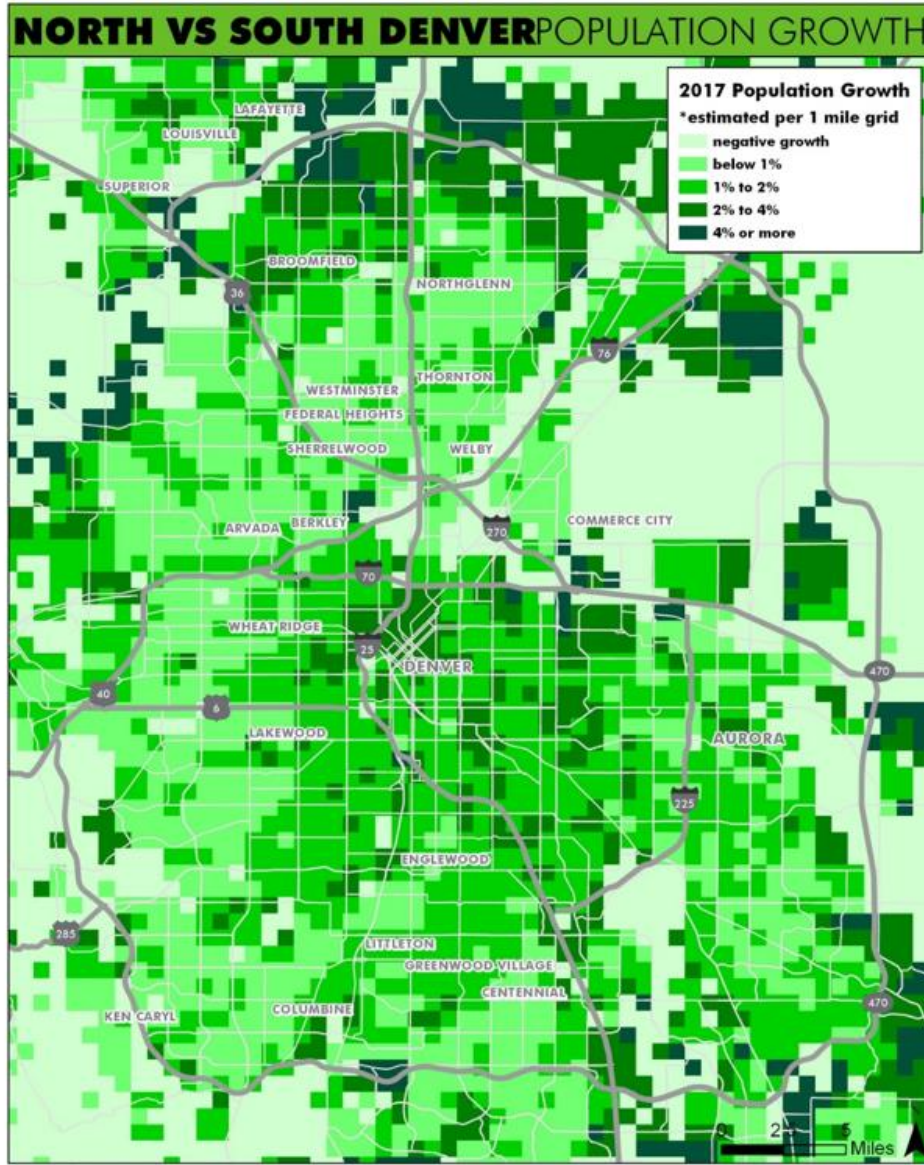 NORTH VS SOUTH DENVER POPULATION GROWTH
2017 Population Growth
*estimated per 1 mile grid
negative growth
below 1%
1% to 2%
2% to 4%
4% or more
LAFAYETTE
LOUISVILLE
SUPERIOR
BROOMFIELD
NORTHGLENN
36
76
THORNTON
WESTMINSTER
FEDERAL HEIGHTS
SHERRELWOOD
WELBY
BERKLEY
ARVADA
COMMERCE CITY
270
70
WHEAT RIDGE
25
DENVER
470
40
6
LAKEWOOD
AURORA
225
ENGLEWOOD
285
LITTLETON
GREENWOOD VILLAGE
CENTENNIAL
470
COLUMBINE
KEN CARYL
0 5
Miles